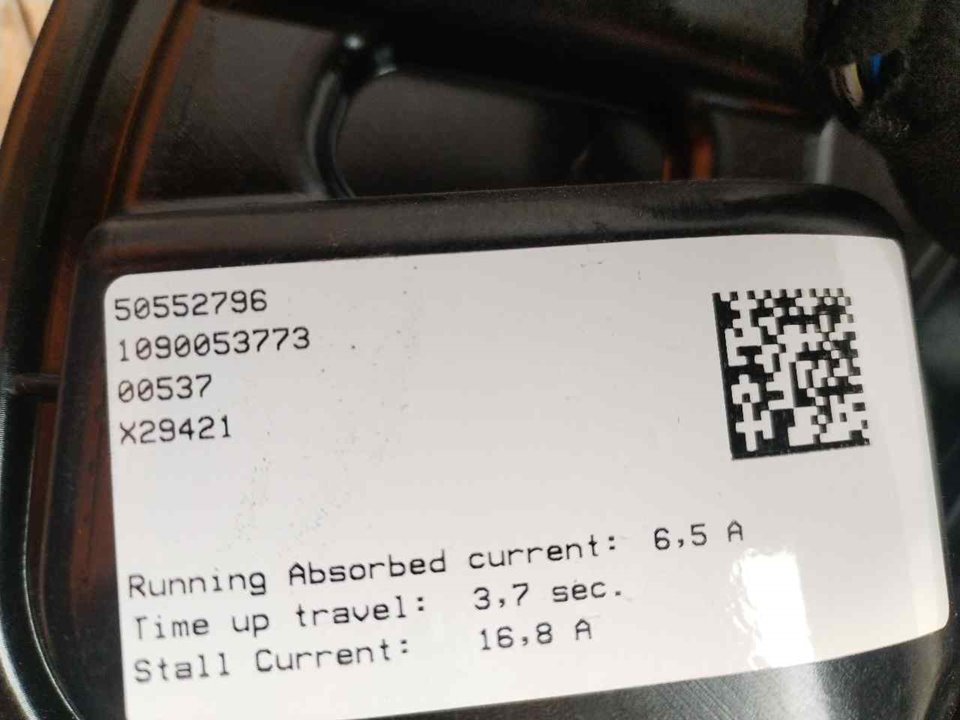 50552796
1090053773
00537
X29421
Running Absorbed current: 6,5 A
Time up travel: 3,7 sec.
Stall Current: 16,8 A